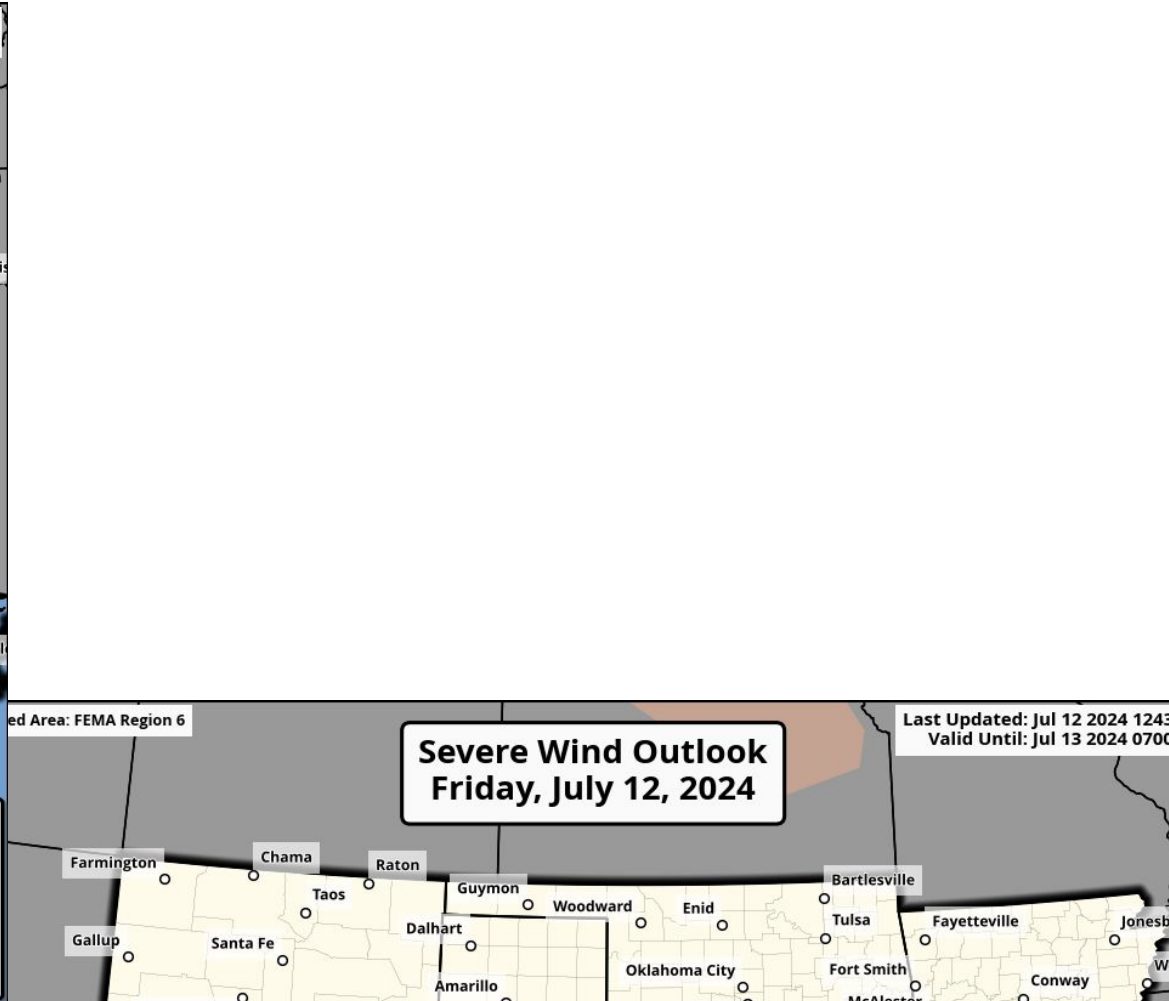 ed Area: FEMA Region 6
Severe Wind Outlook
Friday, July 12, 2024
Last Updated: Jul 12 2024 1243
Valid Until: Jul 13 2024 0700
Farmington
Chama
Raton
Taos
Guymon
Woodward
Enid
Bartlesville
Dalhart
Tulsa
Fayetteville
Jonesb
Gallup
Santa Fe
Oklahoma City
Fort Smith
Amarillo
Conway
McAlester